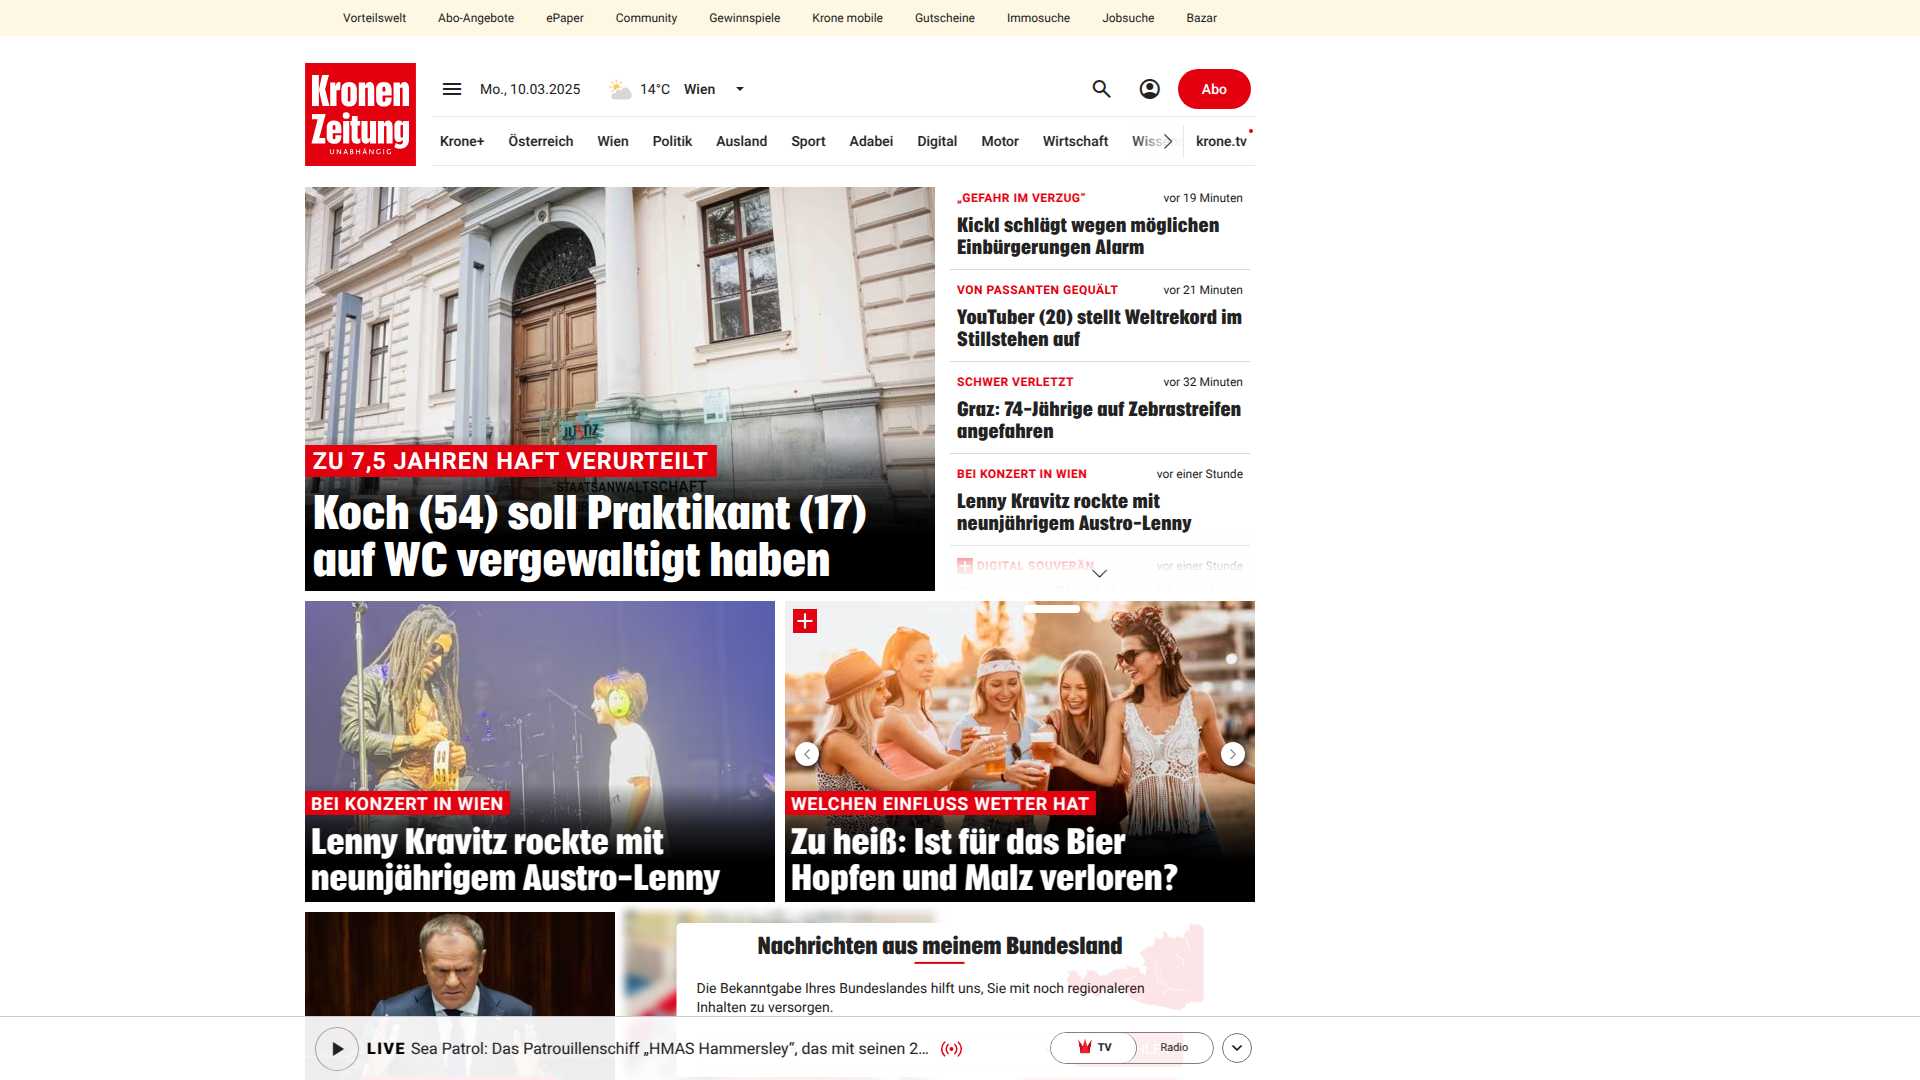 Vorteilswelt Abo-Angebote ePaper Community Gewinnspiele Krone mobile Gutscheine Immosuche Jobsuche Bazar
Kronen
Zeitung
UNABHÄNGIG
Mo., 10.03.2025 14°C Wien Abo
Krone+ Österreich Wien Politik Ausland Sport Adabei Digital Motor Wirtschaft krone.tv
JUSTIZ
STAATSANWALTSCHAFT
ZU 7,5 JAHREN HAFT VERURTEILT
Koch (54) soll Praktikant (17)
auf WC vergewaltigt haben
„GEFAHR IM VERZUG“ vor 19 Minuten
Kickl schlägt wegen möglichen
Einbürgerungen Alarm
VON PASSANTEN GEQUÄLT vor 21 Minuten
YouTuber (20) stellt Weltrekord im
Stillstehen auf
SCHWER VERLETZT vor 32 Minuten
Graz: 74-Jährige auf Zebrastreifen
angefahren
BEI KONZERT IN WIEN vor einer Stunde
Lenny Kravitz rockte mit
neunjährigem Austro-Lenny
DIGITAL SOUVERÄN vor einer Stunde
BEI KONZERT IN WIEN
Lenny Kravitz rockte mit
neunjährigem Austro-Lenny
WELCHEN EINFLUSS WETTER HAT
Zu heiß: Ist für das Bier
Hopfen und Malz verloren?
Nachrichten aus meinem Bundesland
Die Bekanntgabe Ihres Bundeslandes hilft uns, Sie mit noch regionaleren
Inhalten zu versorgen.
LIVE Sea Patrol: Das Patrouillenschiff „HMAS Hammersley“, das mit seinen 2... TV Radio